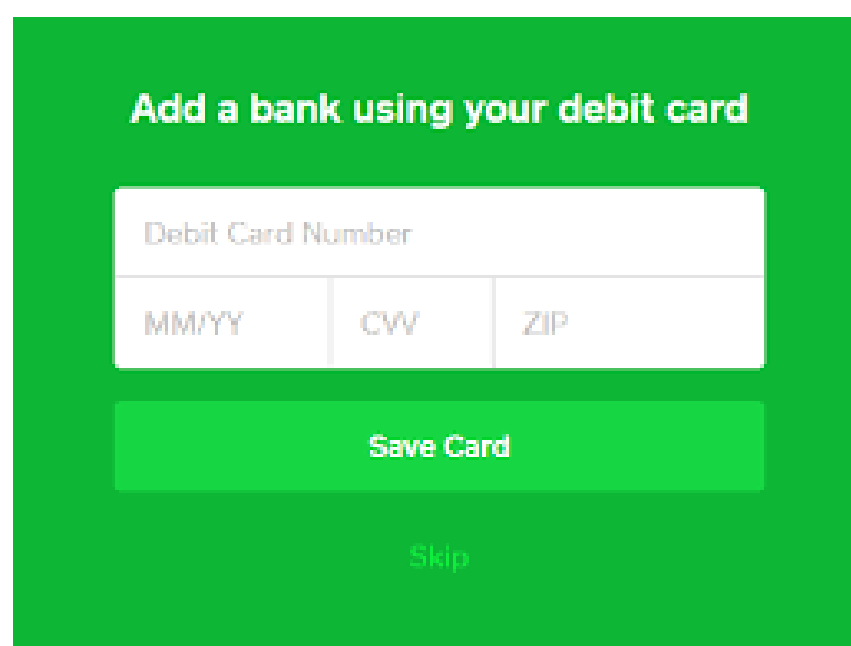 Add a bank using your debit card
Debit Card Number
MM/YY CVV ZIP
Save Card
Skip